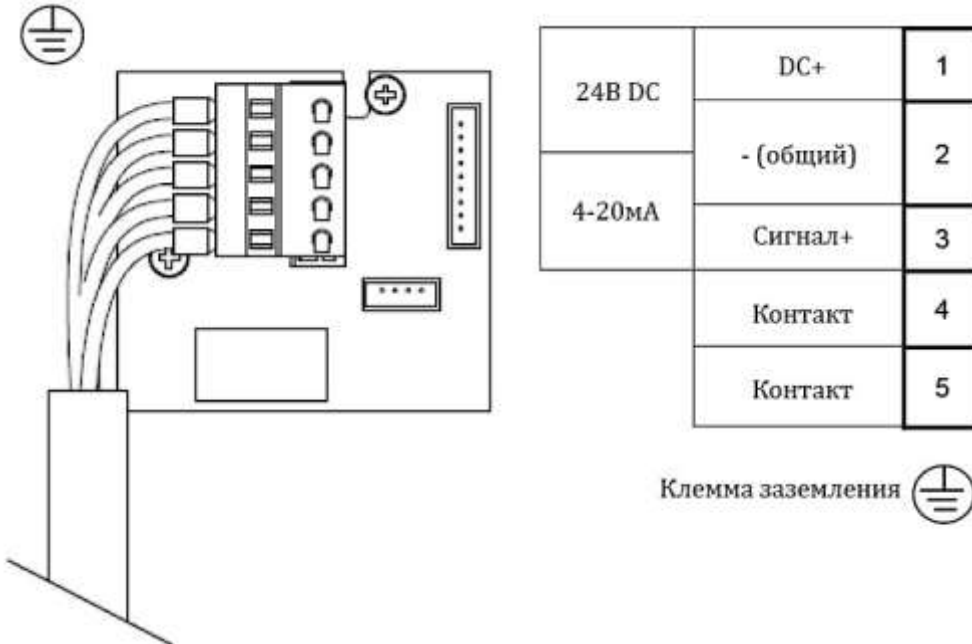 24В DC
DC+
1
- (общий)
2
4-20мА
Сигнал+
3
Контакт
4
Контакт
5
Клемма заземления